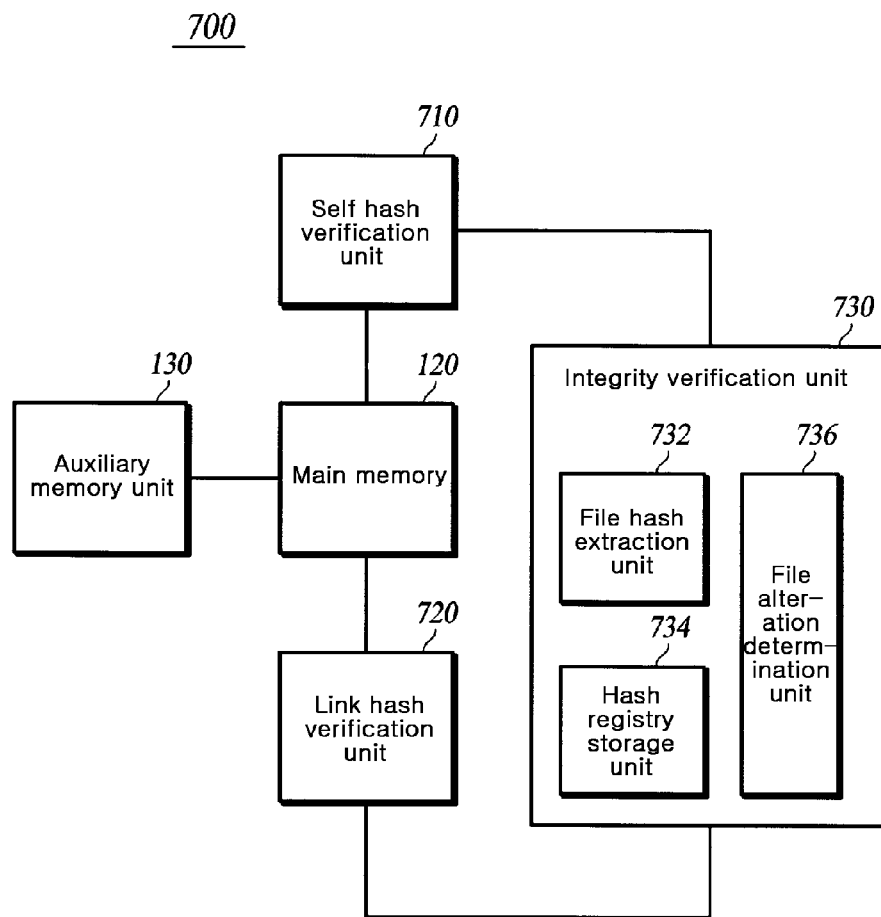 700
710
Self hash
verification
unit
730
Integrity verification unit
130
Auxiliary
memory unit
120
Main memory
732
File hash
extraction
unit
736
File
alter-
ation
determ-
ination
unit
720
Link hash
verification
unit
734
Hash
registry
storage
unit